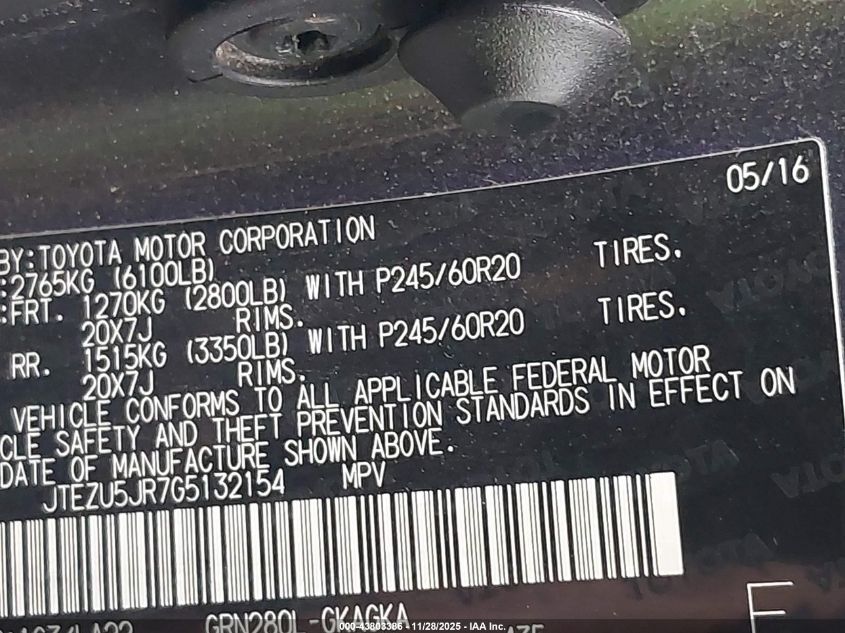 05/16
BY:TOYOTA MOTOR CORPORATION
:2765KG (6100LB)
:FRT. 1270KG (2800LB) WITH P245/60R20 TIRES.
20X7J RIMS.
RR. 1515KG (3350LB) WITH P245/60R20 TIRES.
20X7J RIMS.
VEHICLE CONFORMS TO ALL APPLICABLE FEDERAL MOTOR
CLE SAFETY AND THEFT PREVENTION STANDARDS IN EFFECT ON
DATE OF MANUFACTURE SHOWN ABOVE.
JTEZU5JR7G5132154 MPV
GRN280L-GKAGKA
000-43803386 - 11/28/2025 - IAA Inc.